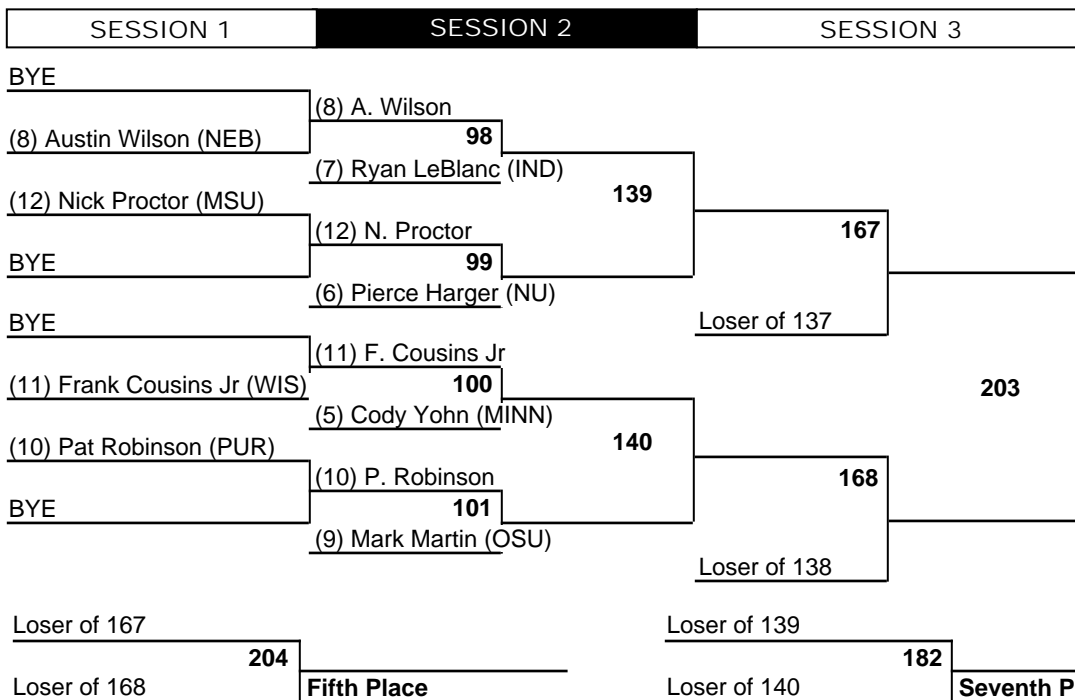 SESSION 1 SESSION 2 SESSION 3
BYE
(8) A. Wilson
(8) Austin Wilson (NEB) 98
(7) Ryan LeBlanc (IND)
139
(12) Nick Proctor (MSU)
(12) N. Proctor 167
BYE 99
(6) Pierce Harger (NU)
BYE Loser of 137
(11) F. Cousins Jr
(11) Frank Cousins Jr (WIS) 100 203
(5) Cody Yohn (MINN)
(10) Pat Robinson (PUR) 140
(10) P. Robinson 168
BYE 101
(9) Mark Martin (OSU)
Loser of 138
Loser of 167 Loser of 139
204 182
Loser of 168 Fifth Place Loser of 140 Seventh P